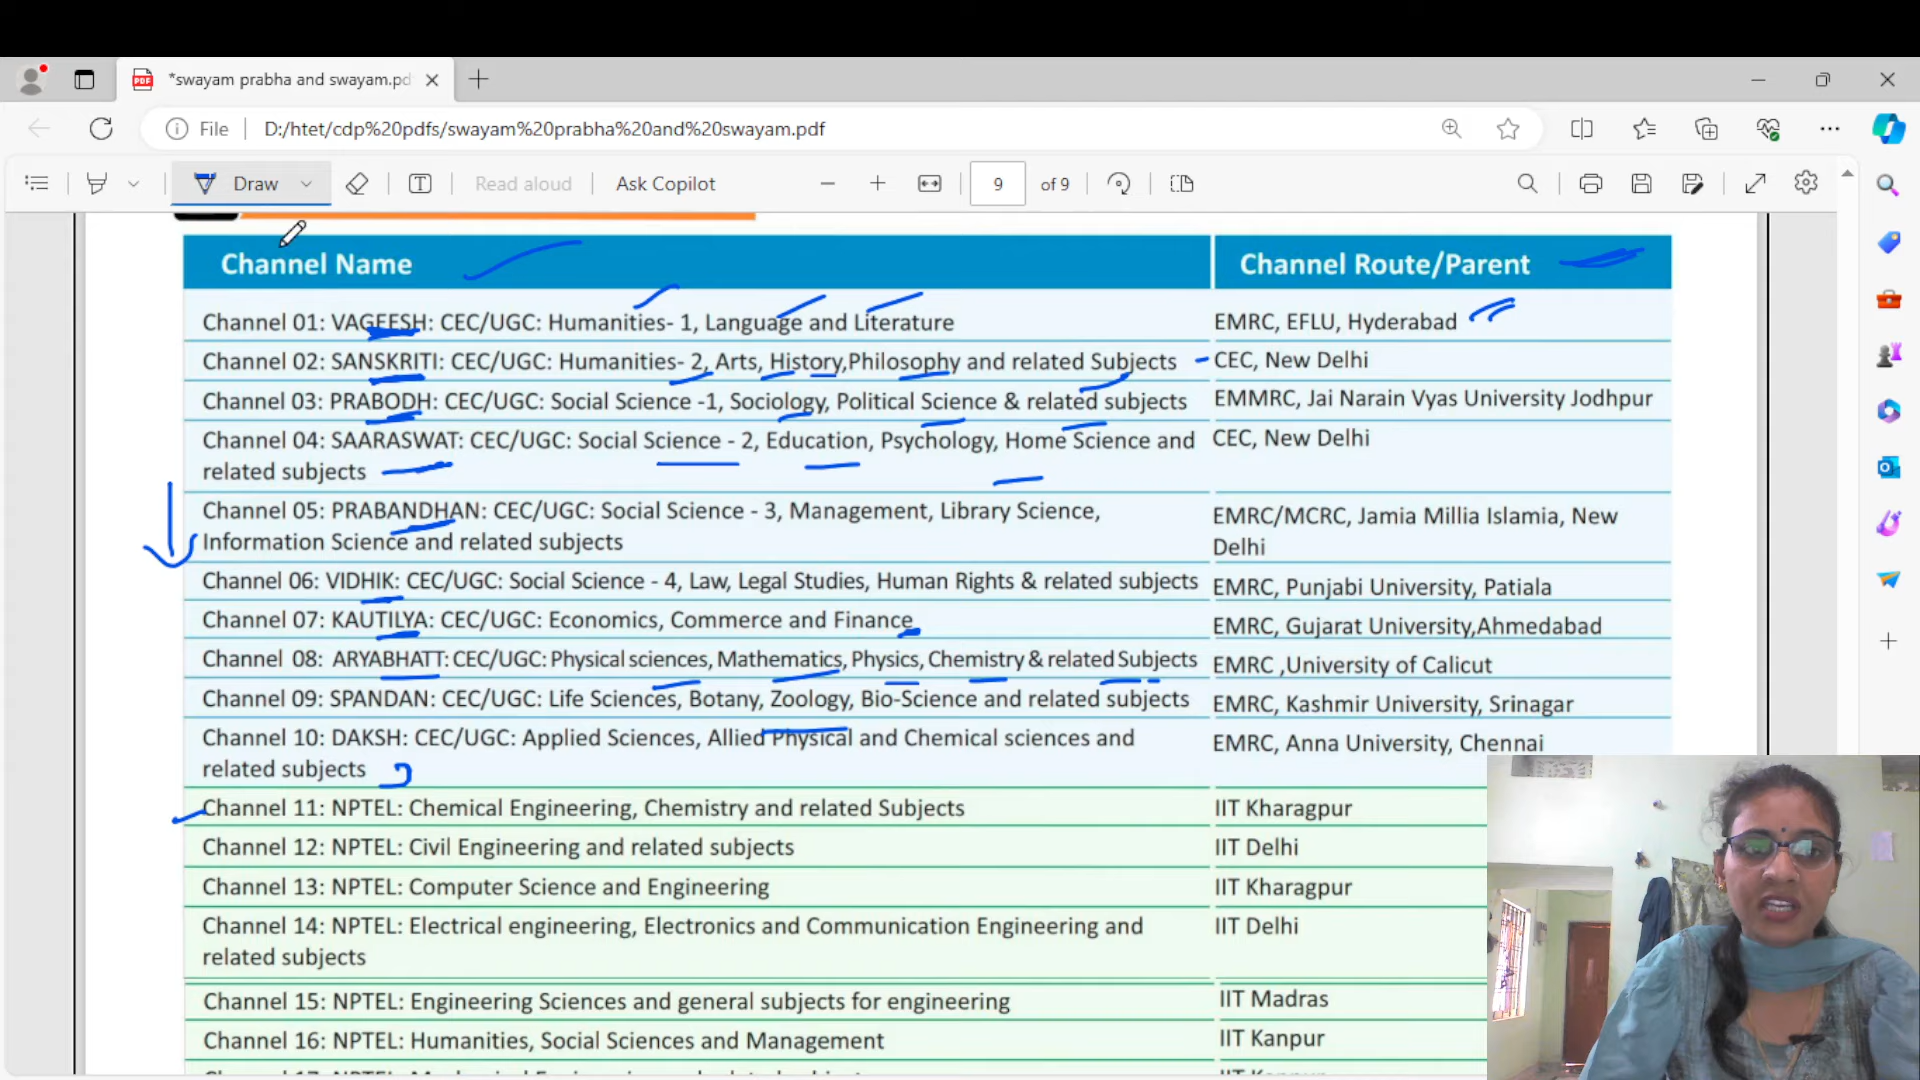 *swayam prabha and swayam.pd
File
D:/htet/cdp%20pdfs/swayam%20prabha%20and%20swayam.pdf
Draw
Read aloud
Ask Copilot
9
of 9
Channel Name
Channel Route/Parent
Channel 01: VAGEESH: CEC/UGC: Humanities- 1, Language and Literature
EMRC, EFLU, Hyderabad
Channel 02: SANSKRITI: CEC/UGC: Humanities- 2, Arts, History,Philosophy and related Subjects
CEC, New Delhi
Channel 03: PRABODH: CEC/UGC: Social Science -1, Sociology, Political Science & related subjects
EMMRC, Jai Narain Vyas University Jodhpur
Channel 04: SAARASWAT: CEC/UGC: Social Science - 2, Education, Psychology, Home Science and
related subjects
CEC, New Delhi
Channel 05: PRABANDHAN: CEC/UGC: Social Science - 3, Management, Library Science,
Information Science and related subjects
EMRC/MCRC, Jamia Millia Islamia, New
Delhi
Channel 06: VIDHIK: CEC/UGC: Social Science - 4, Law, Legal Studies, Human Rights & related subjects
EMRC, Punjabi University, Patiala
Channel 07: KAUTILYA: CEC/UGC: Economics, Commerce and Finance
EMRC, Gujarat University,Ahmedabad
Channel 08: ARYABHATT: CEC/UGC: Physical sciences, Mathematics, Physics, Chemistry & related Subjects
EMRC ,University of Calicut
Channel 09: SPANDAN: CEC/UGC: Life Sciences, Botany, Zoology, Bio-Science and related subjects
EMRC, Kashmir University, Srinagar
Channel 10: DAKSH: CEC/UGC: Applied Sciences, Allied Physical and Chemical sciences and
related subjects
EMRC, Anna University, Chennai
Channel 11: NPTEL: Chemical Engineering, Chemistry and related Subjects
IIT Kharagpur
Channel 12: NPTEL: Civil Engineering and related subjects
IIT Delhi
Channel 13: NPTEL: Computer Science and Engineering
IIT Kharagpur
Channel 14: NPTEL: Electrical engineering, Electronics and Communication Engineering and
related subjects
IIT Delhi
Channel 15: NPTEL: Engineering Sciences and general subjects for engineering
IIT Madras
Channel 16: NPTEL: Humanities, Social Sciences and Management
IIT Kanpur